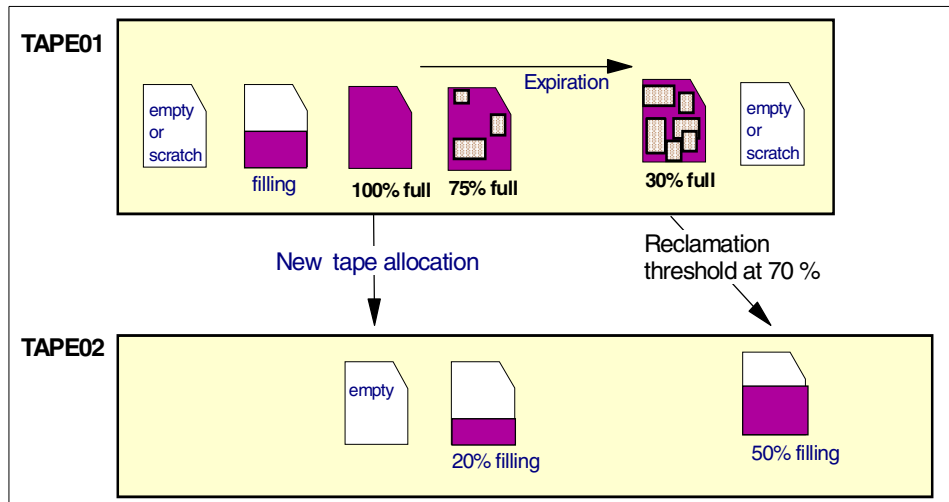 TAPE01
Expiration
empty
or
scratch
filling
100% full
75% full
30% full
empty
or
scratch
New tape allocation
Reclamation
threshold at 70 %
TAPE02
empty
20% filling
50% filling